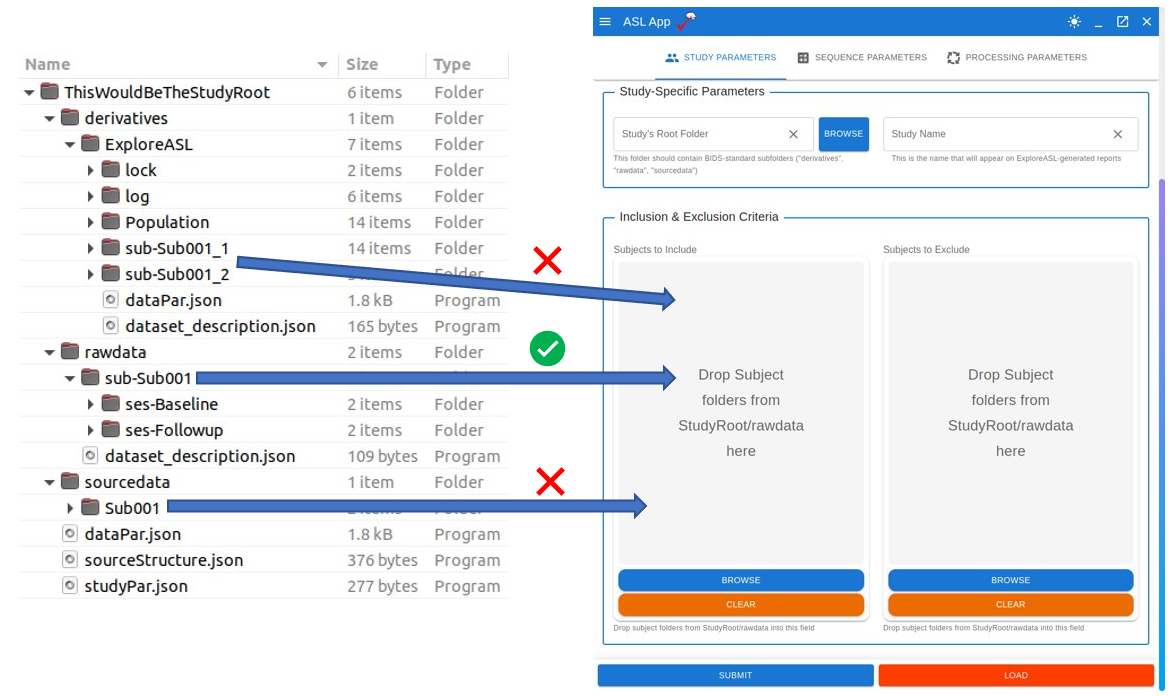 Name Size Type
ThisWouldBeTheStudyRoot 6 items Folder
derivatives 1 item Folder
ExploreASL 7 items Folder
lock 2 items Folder
log 6 items Folder
Population 14 items Folder
sub-Sub001_1 14 items Folder
sub-Sub001_2 Folder
dataPar.json 1.8 kB Program
dataset_description.json 165 bytes Program
rawdata 2 items Folder
sub-Sub001
ses-Baseline 2 items Folder
ses-Followup 2 items Folder
dataset_description.json 109 bytes Program
sourcedata 1 item Folder
Sub001
dataPar.json 1.8 kB Program
sourceStructure.json 376 bytes Program
studyPar.json 277 bytes Program
ASL App
STUDY PARAMETERS SEQUENCE PARAMETERS PROCESSING PARAMETERS
Study-Specific Parameters
Study's Root Folder BROWSE Study Name
This folder should contain BIDS-standard subfolders ("derivatives",
"rawdata", "sourcedata")
This is the name that will appear on ExploreASL-generated reports
Inclusion & Exclusion Criteria
Subjects to Include
Drop Subject
folders from
StudyRoot/rawdata
here
BROWSE
CLEAR
Drop subject folders from StudyRoot/rawdata into this field
Subjects to Exclude
Drop Subject
folders from
StudyRoot/rawdata
here
BROWSE
CLEAR
Drop subject folders from StudyRoot/rawdata into this field
SUBMIT LOAD